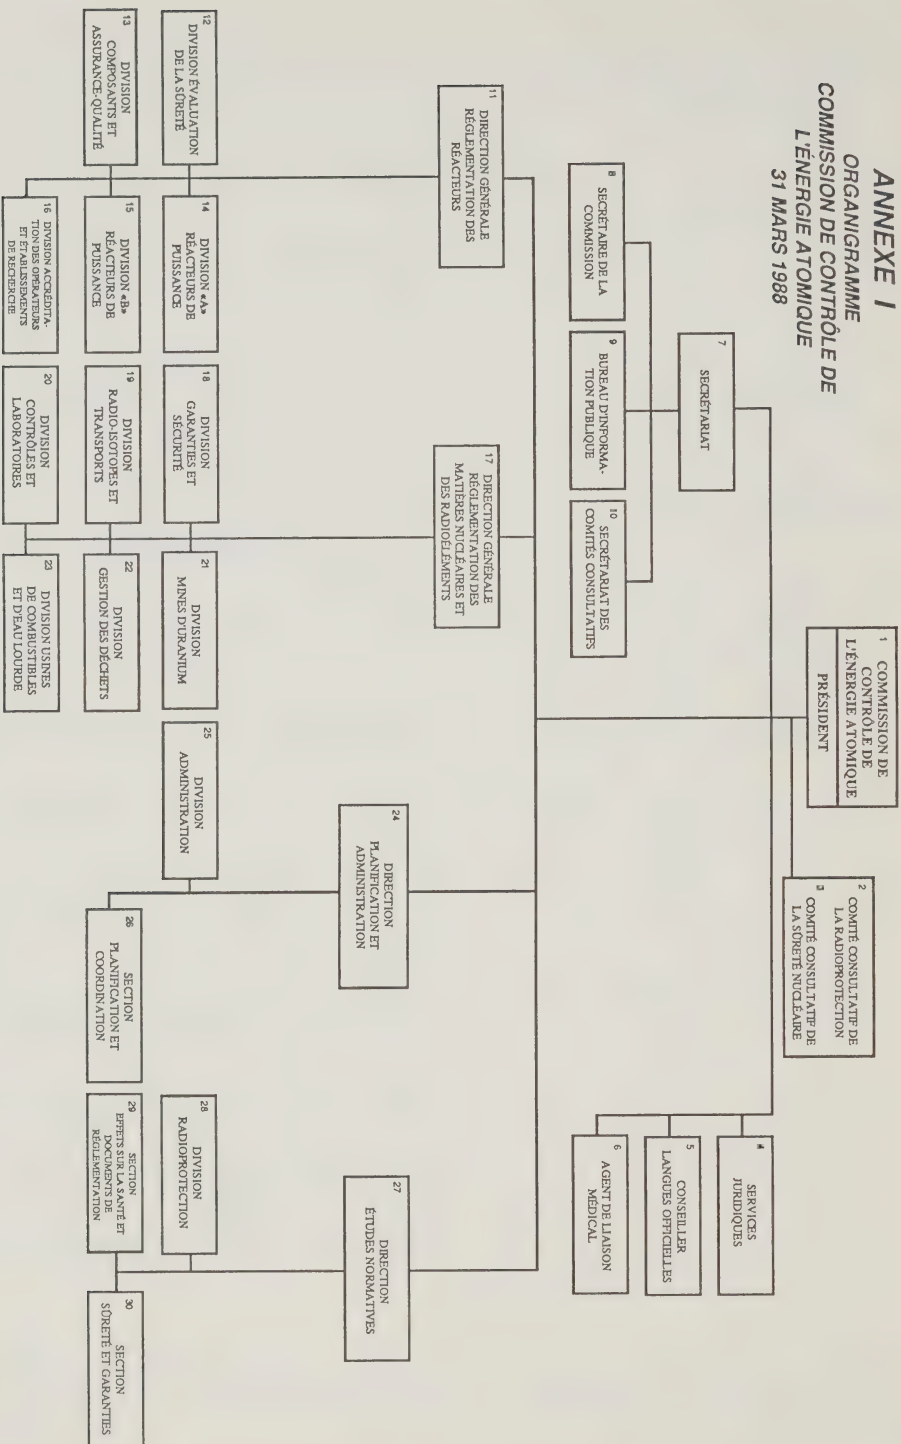 ANNEXE I
ORGANIGRAMME
COMMISSION DE CONTRÔLE DE
L'ÉNERGIE ATOMIQUE
31 MARS 1988
1 COMMISSION DE
CONTRÔLE DE
L'ÉNERGIE ATOMIQUE
PRÉSIDENT
2 COMITÉ CONSULTATIF DE
LA RADIOPROTECTION
3 COMITÉ CONSULTATIF DE
LA SÛRETÉ NUCLÉAIRE
4 SERVICES
JURIDIQUES
5 CONSEILLER
LANGUES OFFICIELLES
6 AGENT DE LIAISON
MÉDICAL
7 SECRÉTARIAT
8 SECRÉTAIRE DE LA
COMMISSION
9 BUREAU D'INFORMA-
TION PUBLIQUE
10 SECRÉTARIAT DES
COMITÉS CONSULTATIFS
11 DIRECTION GÉNÉRALE
RÉGLEMENTATION DES
RÉACTEURS
12 DIVISION ÉVALUATION
DE LA SÛRETÉ
13 DIVISION
COMPOSANTS ET
ASSURANCE-QUALITÉ
14 DIVISION «A»
RÉACTEURS DE
PUISSANCE
15 DIVISION «B»
RÉACTEURS DE
PUISSANCE
16 DIVISION ACCRÉDITA-
TION DES OPÉRATEURS
ET ÉTABLISSEMENTS
DE RECHERCHE
17 DIRECTION GÉNÉRALE
RÉGLEMENTATION DES
MATIÈRES NUCLÉAIRES ET
DES RADIOÉLÉMENTS
18 DIVISION
GARANTIES ET
SÉCURITÉ
19 DIVISION
RADIO-ISOTOPES ET
TRANSPORTS
20 DIVISION
CONTRÔLES ET
LABORATOIRES
21 DIVISION
MINES D'URANIUM
22 DIVISION
GESTION DES DÉCHETS
23 DIVISION USINES
DE COMBUSTIBLES
ET D'EAU LOURDE
24 DIRECTION
PLANIFICATION ET
ADMINISTRATION
25 DIVISION
ADMINISTRATION
26 SECTION
PLANIFICATION ET
COORDINATION
27 DIRECTION
ÉTUDES NORMATIVES
28 DIVISION
RADIOPROTECTION
29 SECTION
EFFETS SUR LA SANTÉ ET
DOCUMENTS DE
RÉGLEMENTATION
30 SECTION
SÛRETÉ ET GARANTIES